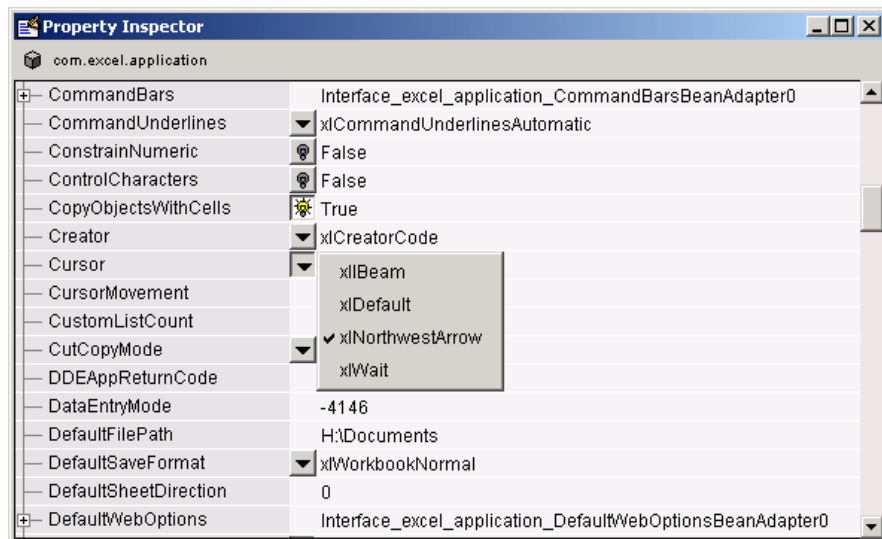 Property Inspector
com.excel.application
CommandBars Interface_excel_application_CommandBarsBeanAdapter0
CommandUnderlines xlCommandUnderlinesAutomatic
ConstrainNumeric False
ControlCharacters False
CopyObjectsWithCells True
Creator xlCreatorCode
Cursor xlIBeam
CursorMovement xlDefault
CustomListCount
CutCopyMode xlNorthwestArrow
DDEAppReturnCode xlWait
DataEntryMode -4146
DefaultFilePath H:\Documents
DefaultSaveFormat xlWorkbookNormal
DefaultSheetDirection 0
DefaultWebOptions Interface_excel_application_DefaultWebOptionsBeanAdapter0